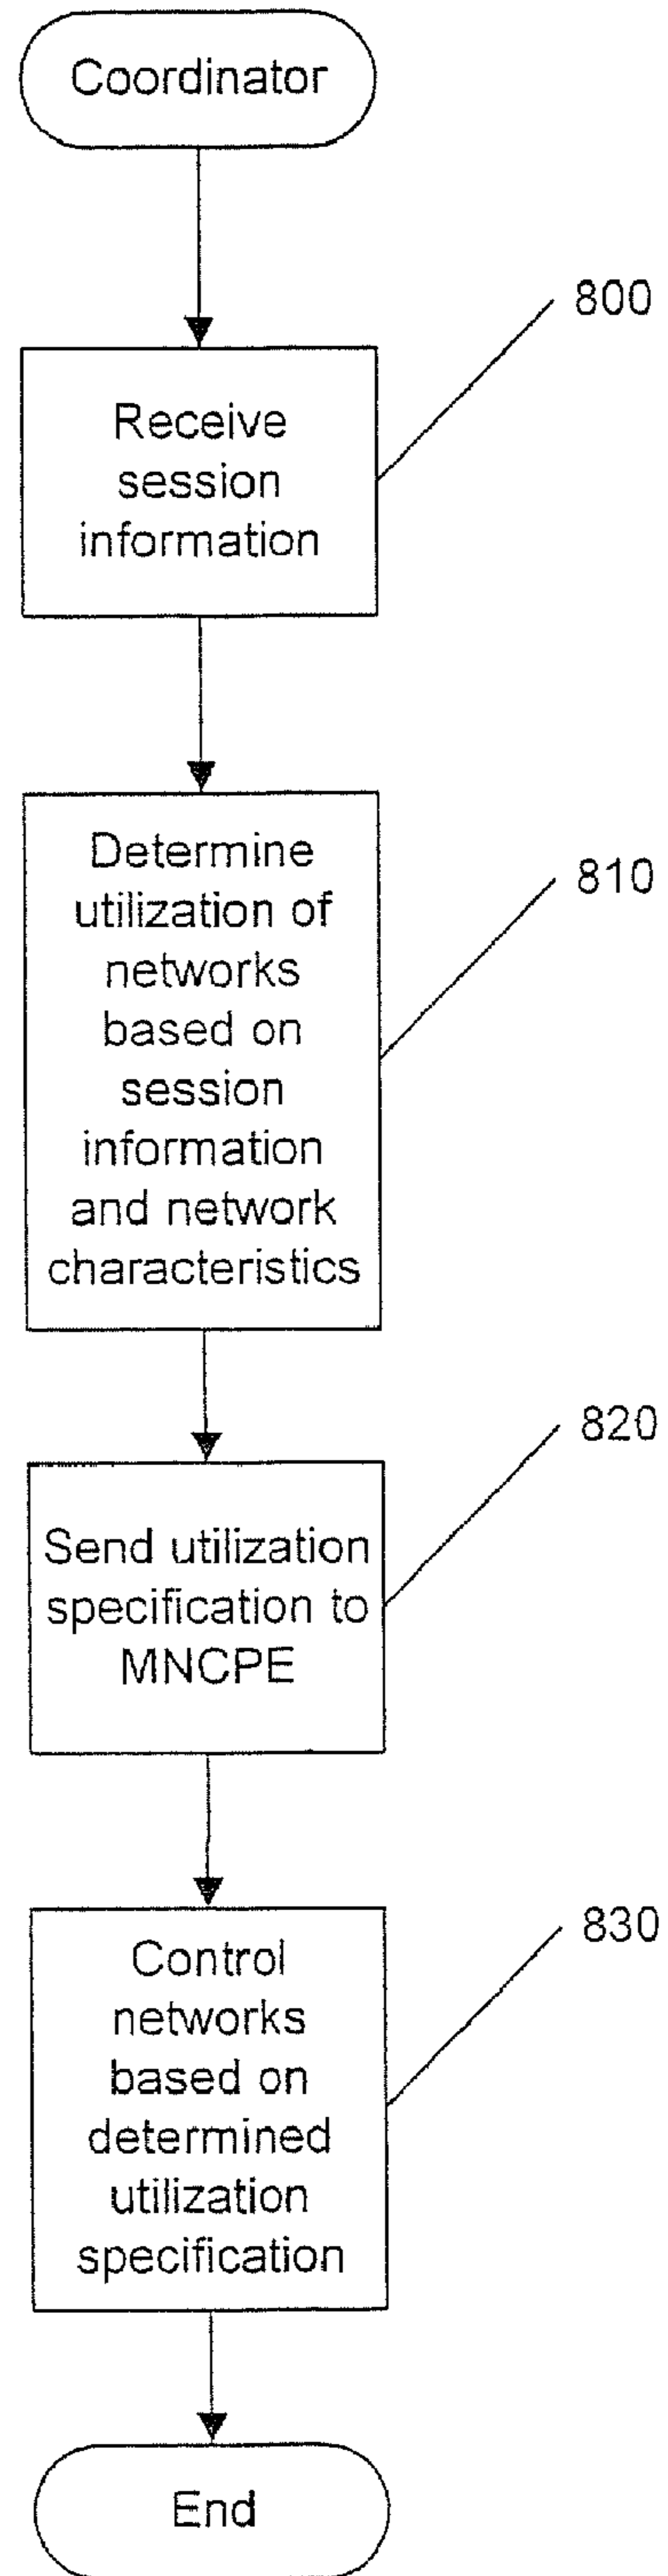 Coordinator
800
Receive
session
information
810
Determine
utilization of
networks
based on
session
information
and network
characteristics
820
Send utilization
specification to
MNCPE
830
Control
networks
based on
determined
utilization
specification
End